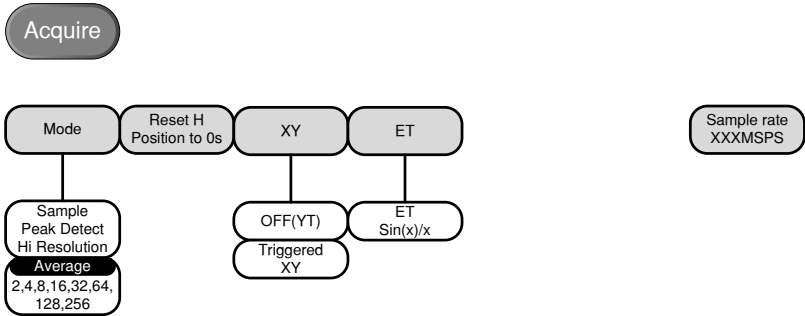 Acquire
Mode
Reset H
Position to 0s
XY
ET
Sample rate
XXXMSPS
Sample
Peak Detect
Hi Resolution
Average
2,4,8,16,32,64,
128,256
OFF(YT)
Triggered
XY
ET
Sin(x)/x